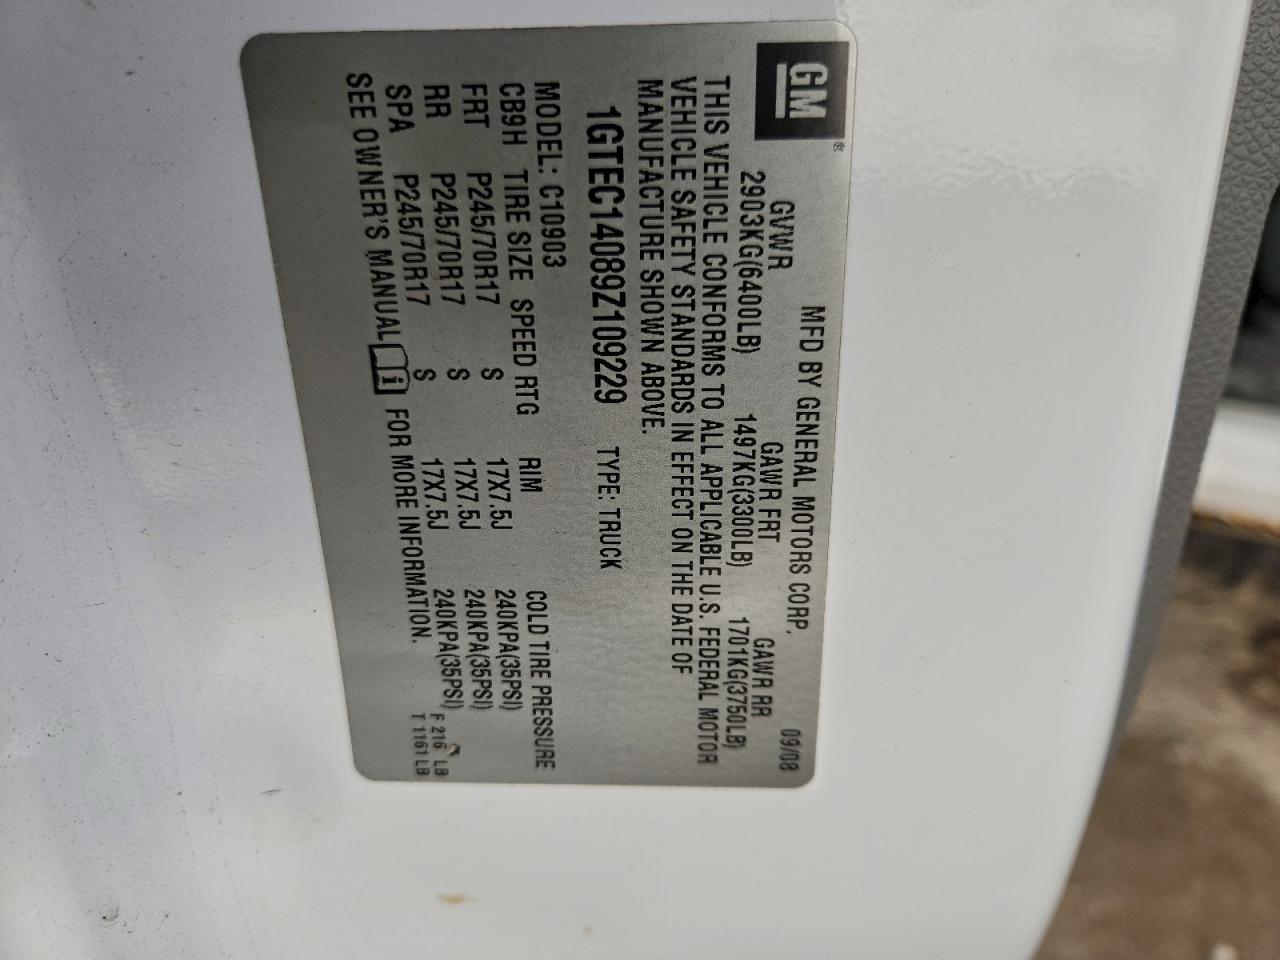 GM®
MFD BY GENERAL MOTORS CORP. 09/08
GVWR GAWR FRT GAWR RR
2903KG(6400LB) 1497KG(3300LB) 1701KG(3750LB)
THIS VEHICLE CONFORMS TO ALL APPLICABLE U.S. FEDERAL MOTOR
VEHICLE SAFETY STANDARDS IN EFFECT ON THE DATE OF
MANUFACTURE SHOWN ABOVE.
1GTEC14089Z109229 TYPE: TRUCK
MODEL: C10903
CB9H TIRE SIZE SPEED RTG RIM COLD TIRE PRESSURE
FRT P245/70R17 S 17X7.5J 240KPA(35PSI)
RR P245/70R17 S 17X7.5J 240KPA(35PSI)
SPA P245/70R17 S 17X7.5J 240KPA(35PSI)
SEE OWNER'S MANUAL i FOR MORE INFORMATION.
F 216 LB
T 1161 LB